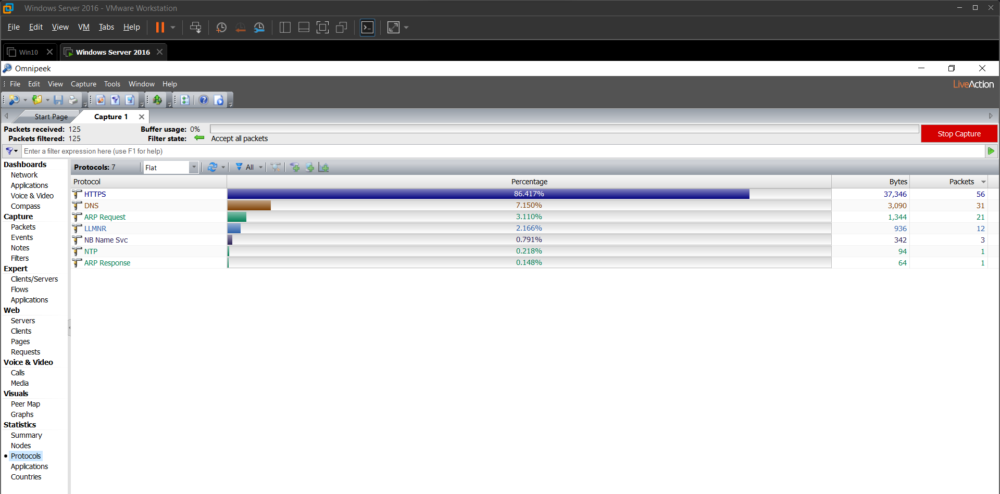 Windows Server 2016 - VMware Workstation
File Edit View VM Tabs Help
Win10 Windows Server 2016
Omnipeek
File Edit View Capture Tools Window Help LiveAction
Start Page Capture 1
Packets received: 125 Buffer usage: 0%
Packets filtered: 125 Filter state: Accept all packets
Stop Capture
Enter a filter expression here (use F1 for help)
Dashboards
Network
Applications
Voice & Video
Compass
Capture
Packets
Events
Notes
Filters
Expert
Clients/Servers
Flows
Applications
Web
Servers
Clients
Pages
Requests
Voice & Video
Calls
Media
Visuals
Peer Map
Graphs
Statistics
Summary
Nodes
Protocols
Applications
Countries
Protocols: 7 Flat All
Protocol Percentage Bytes Packets
HTTPS 86.417% 37,346 56
DNS 7.150% 3,090 31
ARP Request 3.110% 1,344 21
LLMNR 2.166% 936 12
NB Name Svc 0.791% 342 3
NTP 0.218% 94 1
ARP Response 0.148% 64 1